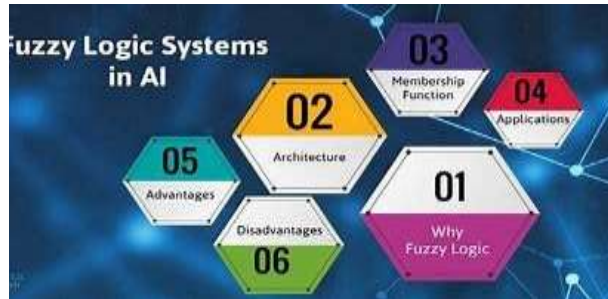 Fuzzy Logic Systems
in AI
01
Why
Fuzzy Logic
02
Architecture
03
Membership
Function
04
Applications
05
Advantages
Disadvantages
06